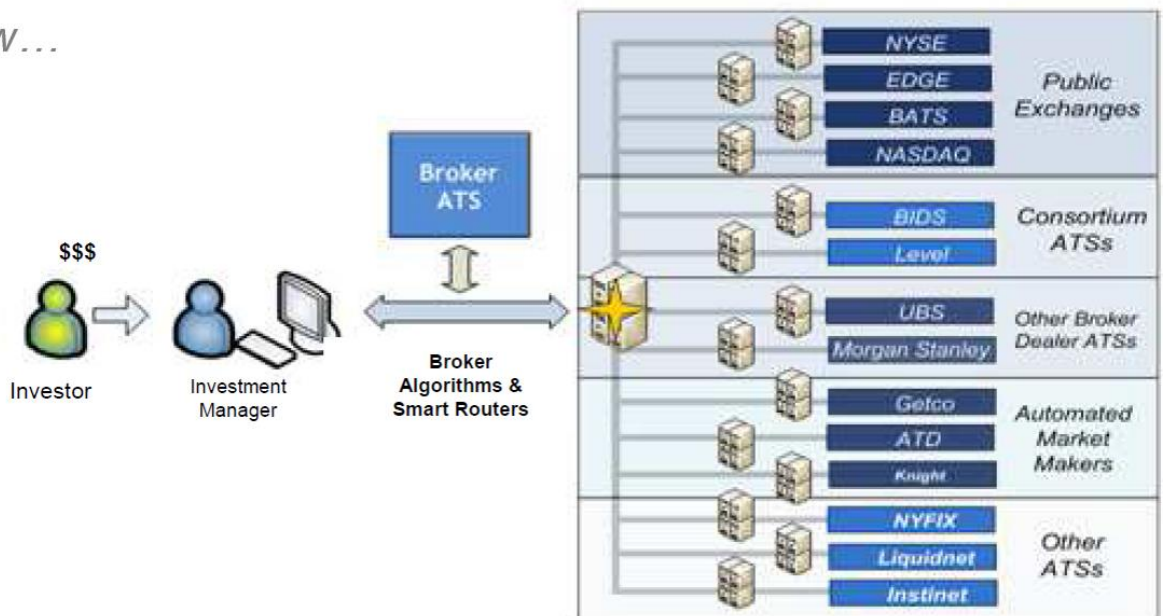 W...
$$$
Investor
Investment
Manager
Broker
ATS
Broker
Algorithms &
Smart Routers
NYSE
EDGE
BATS
NASDAQ
Public
Exchanges
BIDS
Level
Consortium
ATSs
UBS
Morgan Stanley
Other Broker
Dealer ATSs
Getco
ATD
Knight
Automated
Market
Makers
NYFIX
Liquidnet
Instinet
Other
ATSs